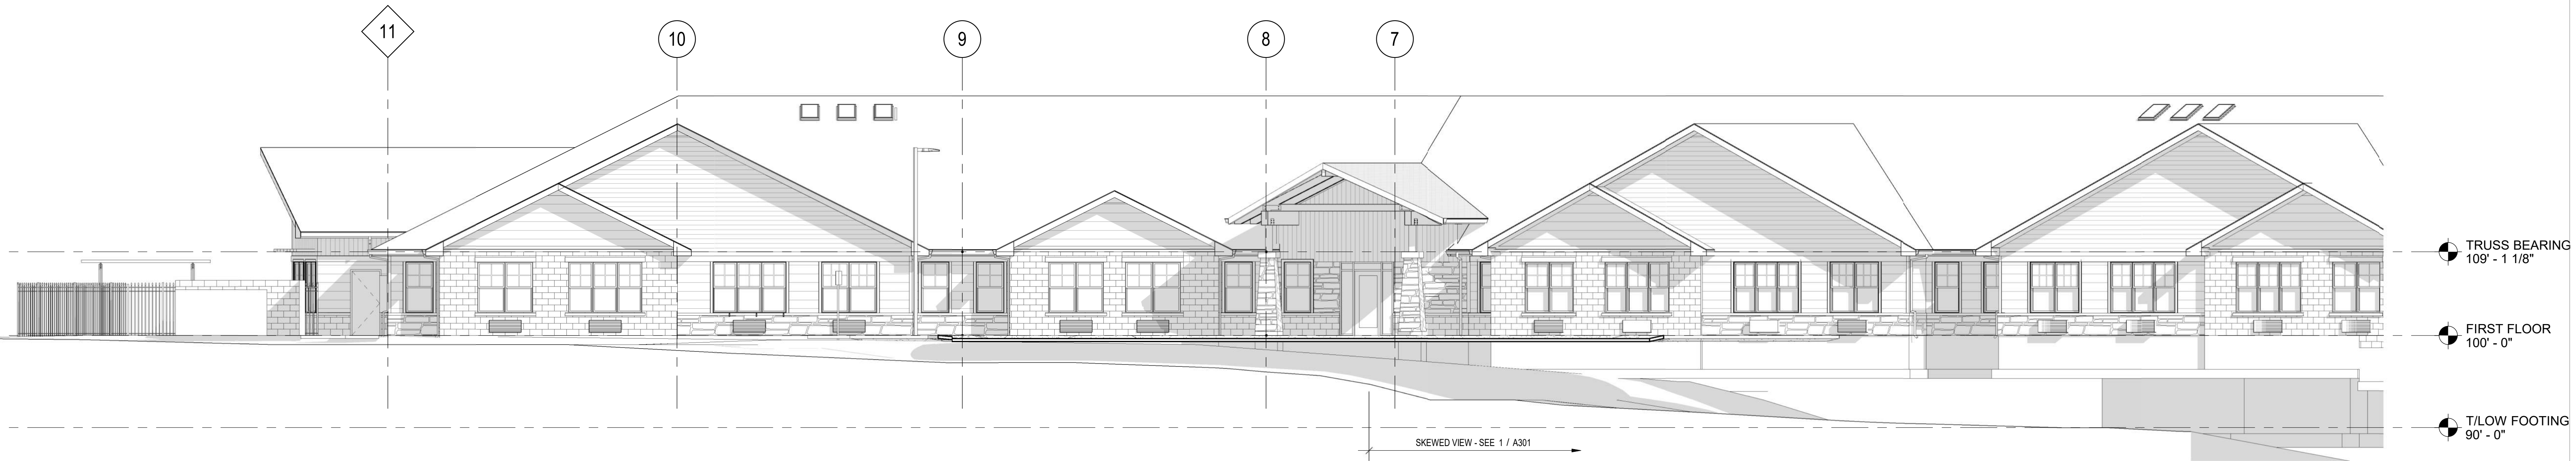 11
10
9
8
7
TRUSS BEARING
109' - 1 1/8"
FIRST FLOOR
100' - 0"
T/LOW FOOTING
90' - 0"
SKEWED VIEW - SEE 1 / A301